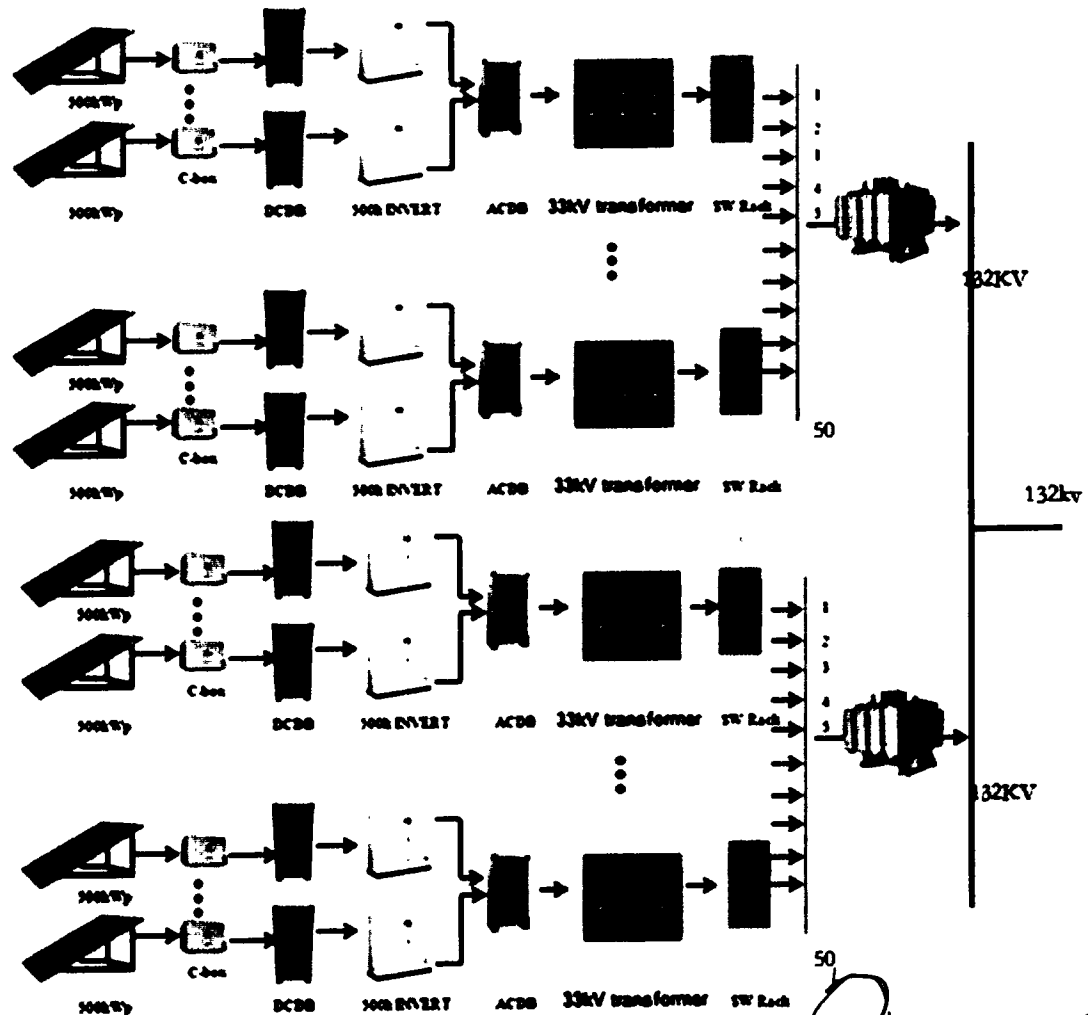 500kWp
C-box
500kWp
DCDB
500k INVERT
ACDB
33kV transformer
SW Rack
1
2
3
4
5
132KV
500kWp
C-box
500kWp
DCDB
500k INVERT
ACDB
33kV transformer
SW Rack
50
132kv
500kWp
C-box
500kWp
DCDB
500k INVERT
ACDB
33kV transformer
SW Rack
1
2
3
4
5
132KV
500kWp
C-box
500kWp
DCDB
500k INVERT
ACDB
33kV transformer
SW Rack
50